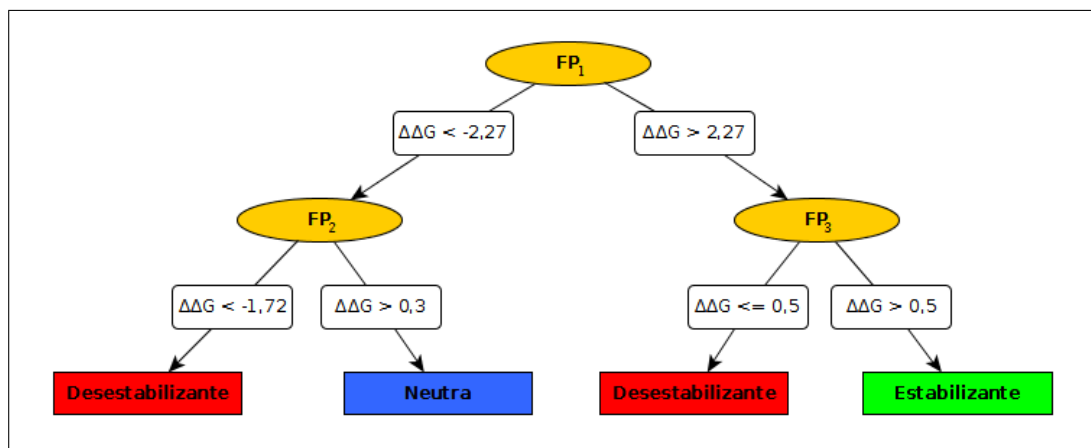 FP₁
ΔΔG < -2,27
ΔΔG > 2,27
FP₂
FP₃
ΔΔG < -1,72
ΔΔG > 0,3
ΔΔG <= 0,5
ΔΔG > 0,5
Desestabilizante
Neutra
Desestabilizante
Estabilizante